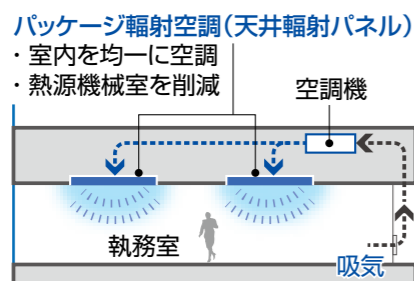 パッケージ輻射空調（天井輻射パネル）
・室内を均一に空調
・熱源機械室を削減
空調機
執務室
吸気